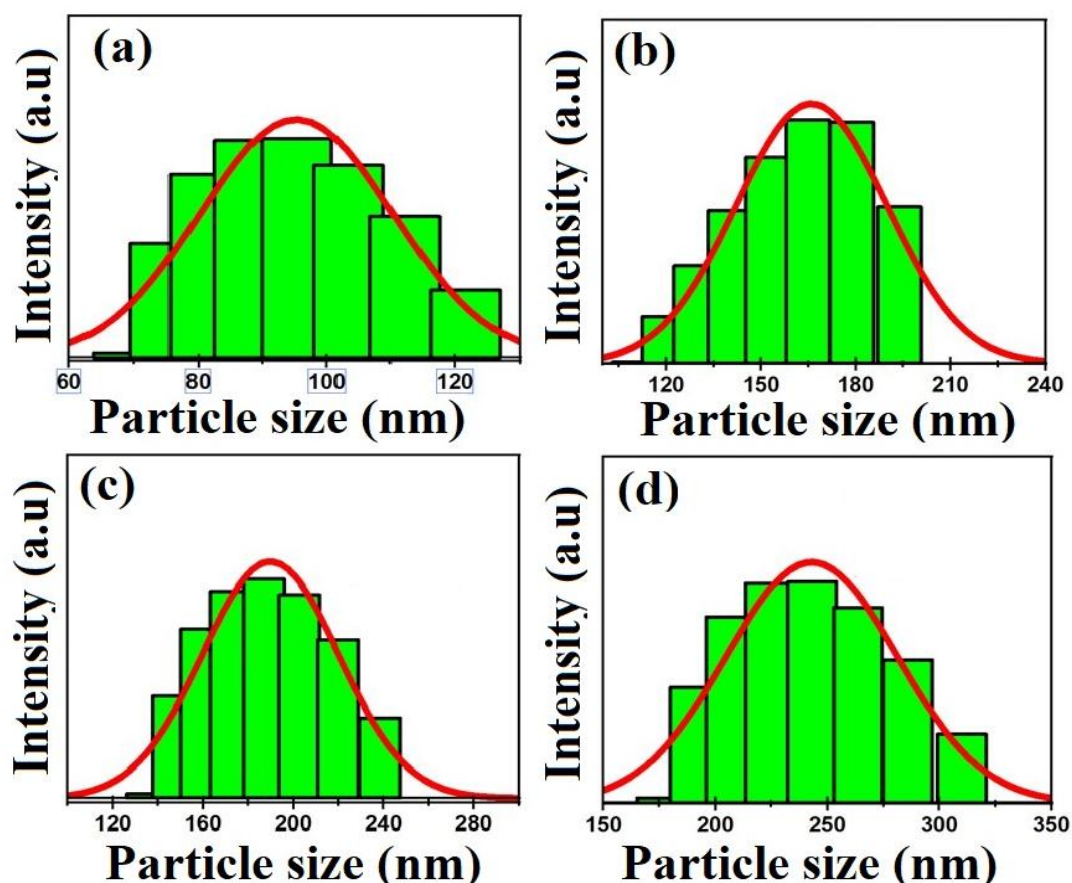 (a)
Intensity (a.u)
60 80 100 120
Particle size (nm)
(b)
Intensity (a.u)
120 150 180 210 240
Particle size (nm)
(c)
Intensity (a.u)
120 160 200 240 280
Particle size (nm)
(d)
Intensity (a.u)
150 200 250 300 350
Particle size (nm)